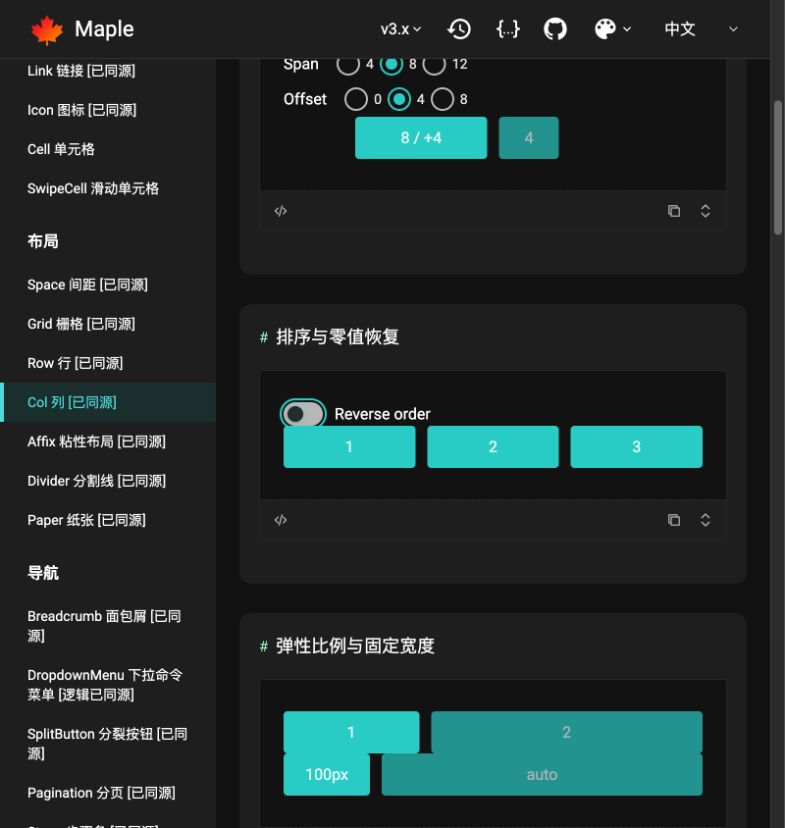 Maple
v3.x
{..}
中文
Link 链接 [已同源]
Icon 图标 [已同源]
Cell 单元格
SwipeCell 滑动单元格
布局
Space 间距 [已同源]
Grid 栅格 [已同源]
Row 行 [已同源]
Col 列 [已同源]
Affix 粘性布局 [已同源]
Divider 分割线 [已同源]
Paper 纸张 [已同源]
导航
Breadcrumb 面包屑 [已同
源]
DropdownMenu 下拉命令
菜单 [逻辑已同源]
SplitButton 分裂按钮 [已同
源]
Pagination 分页 [已同源]
Span 4 8 12
Offset 0 4 8
8 / +4
4
# 排序与零值恢复
Reverse order
1
2
3
# 弹性比例与固定宽度
1
2
100px
auto